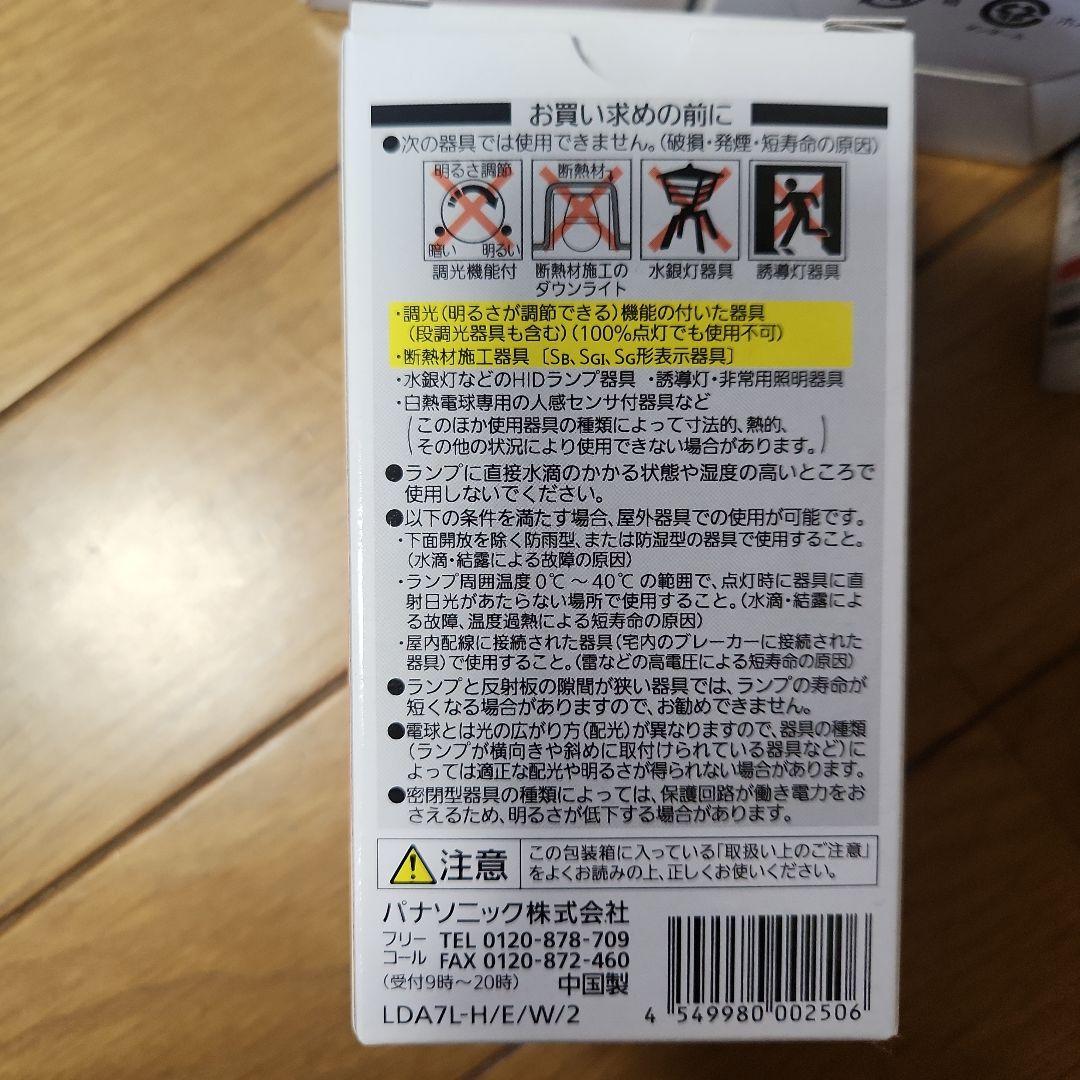 お買い求めの前に
●次の器具では使用できません。(破損・発煙・短寿命の原因)
明るさ調節
暗い 明るい
断熱材
調光機能付
断熱材施工の
ダウンライト
水銀灯器具
誘導灯器具
・調光(明るさが調節できる)機能の付いた器具
(段調光器具も含む)(100%点灯でも使用不可)
・断熱材施工器具 [SB、SGI、SG形表示器具]
・水銀灯などのHIDランプ器具 ・誘導灯・非常用照明器具
・白熱電球専用の人感センサ付器具など
(このほか使用器具の種類によって寸法的、熱的、
その他の状況により使用できない場合があります。)
●ランプに直接水滴のかかる状態や湿度の高いところで
使用しないでください。
●以下の条件を満たす場合、屋外器具での使用が可能です。
・下面開放を除く防雨型、または防湿型の器具で使用すること。
(水滴・結露による故障の原因)
・ランプ周囲温度0℃～40℃の範囲で、点灯時に器具に直
射日光があたらない場所で使用すること。(水滴・結露によ
る故障、温度過熱による短寿命の原因)
・屋内配線に接続された器具(宅内のブレーカーに接続された
器具)で使用すること。(雷などの高電圧による短寿命の原因)
●ランプと反射板の隙間が狭い器具では、ランプの寿命が
短くなる場合がありますので、お勧めできません。
●電球とは光の広がり方(配光)が異なりますので、器具の種類
(ランプが横向きや斜めに取付けられている器具など)に
よっては適正な配光や明るさが得られない場合があります。
●密閉型器具の種類によっては、保護回路が働き電力をお
さえるため、明るさが低下する場合があります。
注意
この包装箱に入っている「取扱い上のご注意」
をよくお読みの上、正しくお使いください。
パナソニック株式会社
フリー
コール
TEL 0120-878-709
FAX 0120-872-460
(受付9時～20時) 中国製
LDA7L-H/E/W/2
4 549980 002506